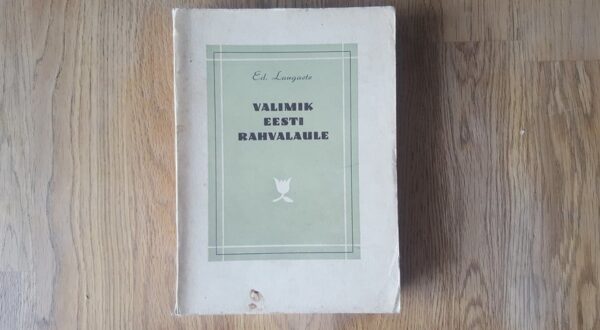 Ed. Laugaste
VALIMIK
EESTI
RAHVALAULE